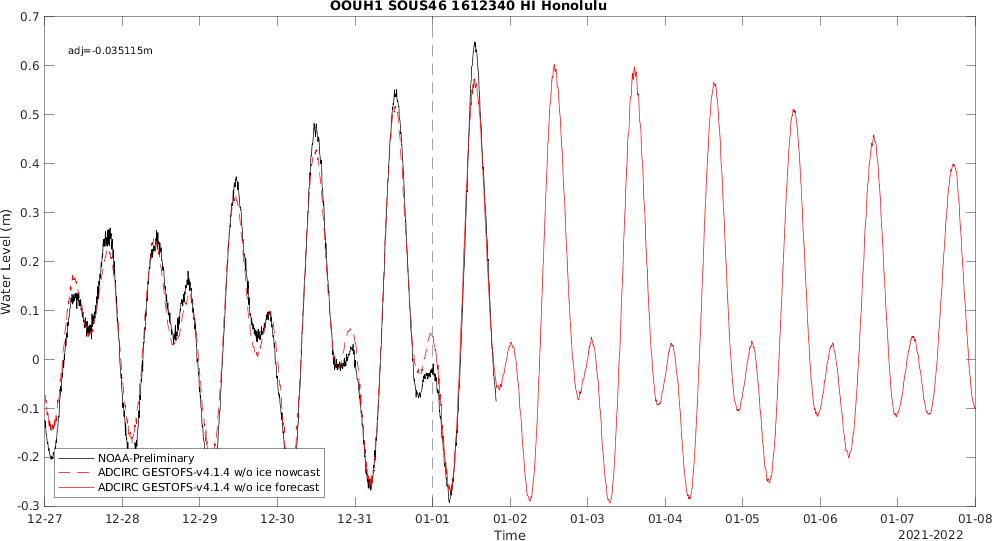 OOUH1 SOUS46 1612340 HI Honolulu
0.7
adj=-0.035115m
0.6
0.5
0.4
0.3
0.2
0.1
0
-0.1
-0.2
-0.3
Water Level (m)
NOAA-Preliminary
ADCIRC GESTOFS-v4.1.4 w/o ice nowcast
ADCIRC GESTOFS-v4.1.4 w/o ice forecast
12-27 12-28 12-29 12-30 12-31 01-01 01-02 01-03 01-04 01-05 01-06 01-07 01-08
Time
2021-2022